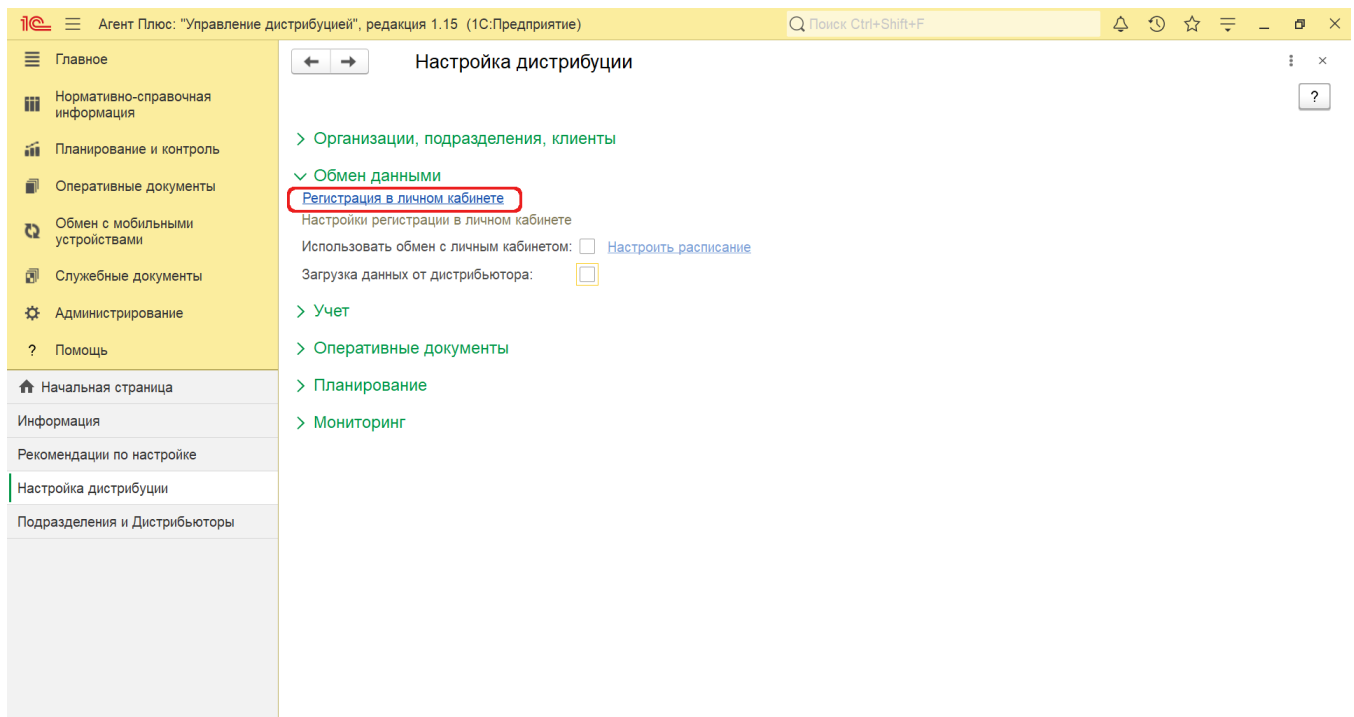 1С Агент Плюс: "Управление дистрибуцией", редакция 1.15 (1С:Предприятие) Поиск Ctrl+Shift+F
Главное
Нормативно-справочная
информация
Планирование и контроль
Оперативные документы
Обмен с мобильными
устройствами
Служебные документы
Администрирование
? Помощь
Начальная страница
Информация
Рекомендации по настройке
Настройка дистрибуции
Подразделения и Дистрибьюторы
Настройка дистрибуции
?
Организации, подразделения, клиенты
Обмен данными
Регистрация в личном кабинете
Настройки регистрации в личном кабинете
Использовать обмен с личным кабинетом: Настроить расписание
Загрузка данных от дистрибьютора:
Учет
Оперативные документы
Планирование
Мониторинг